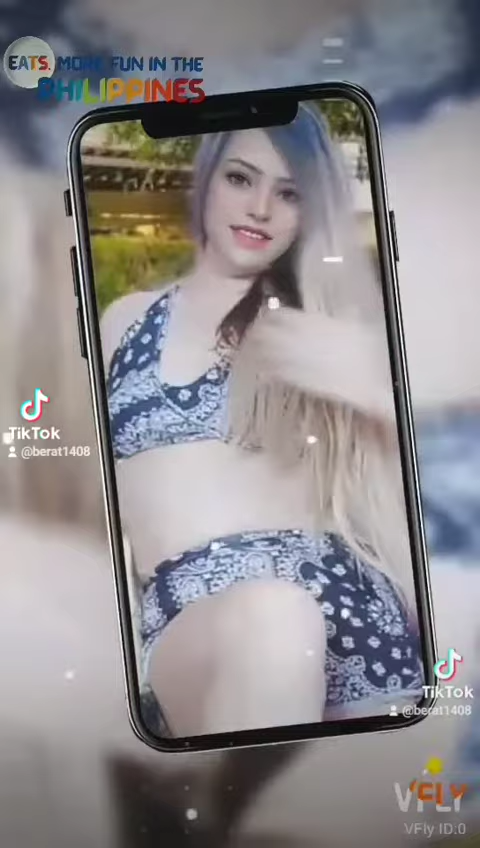 EATS. MORE FUN IN THE
PHILIPPINES
TikTok
@berat1408
TikTok
@berat1408
VFLY
VFly ID:0